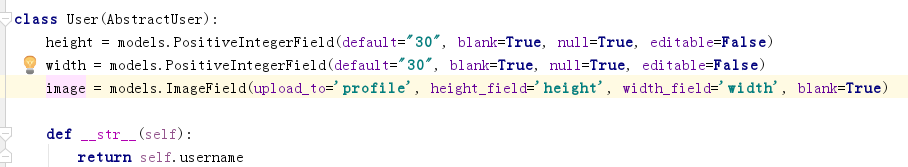 class User(AbstractUser):
height = models.PositiveIntegerField(default="30", blank=True, null=True, editable=False)
width = models.PositiveIntegerField(default="30", blank=True, null=True, editable=False)
image = models.ImageField(upload_to='profile', height_field='height', width_field='width', blank=True)
def __str__(self):
return self.username